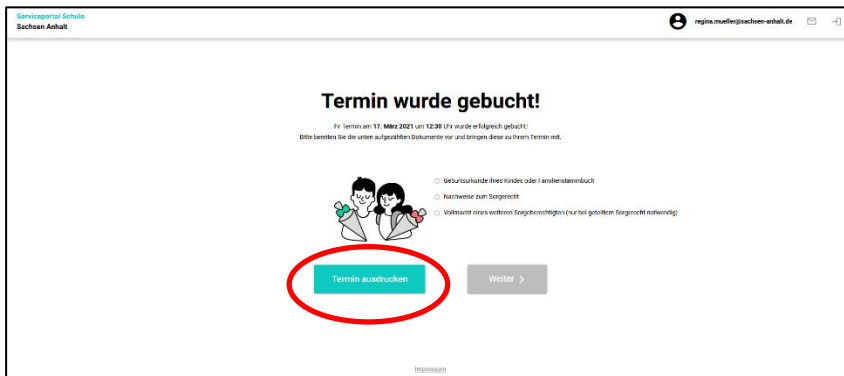 Serviceportal Schule
Sachsen Anhalt
regina.mueller@sachsen-anhalt.de
Termin wurde gebucht!
Ihr Termin am 17. März 2021 um 12:30 Uhr wurde erfolgreich gebucht!
Bitte bereiten Sie die unten aufgezählten Dokumente vor und bringen diese zu Ihrem Termin mit.
Geburtsurkunde ihres Kindes oder Familienstammbuch
Nachweise zum Sorgerecht
Vollmacht eines weiteren Sorgeberechtigten (nur bei geteiltem Sorgerecht notwendig)
Termin ausdrucken
Weiter >
Impressum